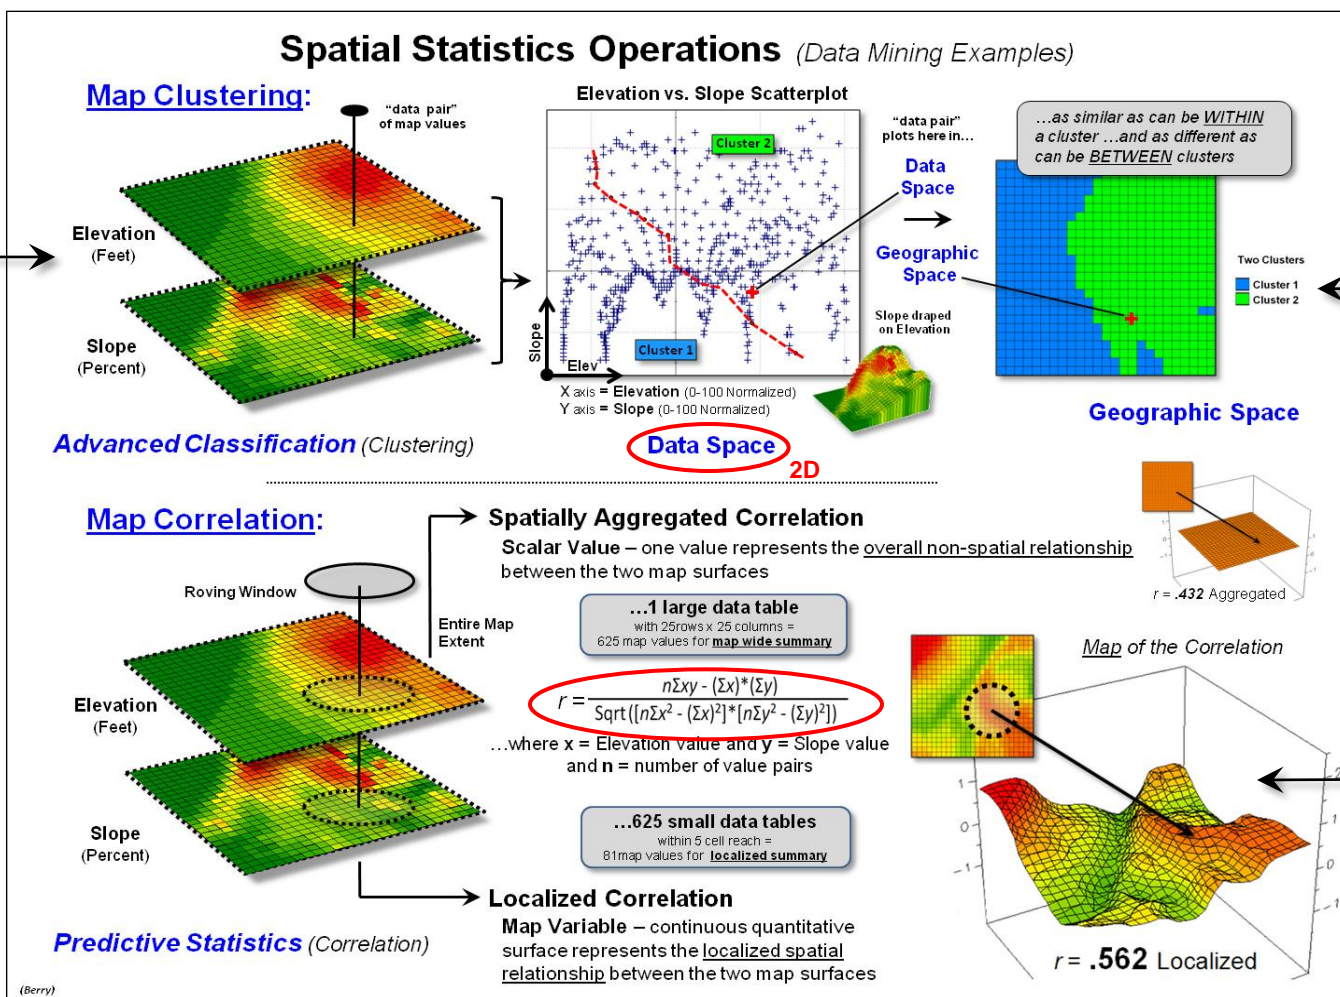 Spatial Statistics Operations (Data Mining Examples)
Map Clustering:
“data pair”
of map values
Elevation
(Feet)
Slope
(Percent)
Advanced Classification (Clustering)
Elevation vs. Slope Scatterplot
Cluster 2
Cluster 1
Slope
Elev
X axis = Elevation (0-100 Normalized)
Y axis = Slope (0-100 Normalized)
Data Space
2D
“data pair”
plots here in…
Data
Space
Geographic
Space
Slope draped
on Elevation
…as similar as can be WITHIN
a cluster …and as different as
can be BETWEEN clusters
Two Clusters
Cluster 1
Cluster 2
Geographic Space
Map Correlation:
Roving Window
Entire Map
Extent
Elevation
(Feet)
Slope
(Percent)
Predictive Statistics (Correlation)
Spatially Aggregated Correlation
Scalar Value – one value represents the overall non-spatial relationship
between the two map surfaces
…1 large data table
with 25rows x 25 columns =
625 map values for map wide summary
r = nΣxy - (Σx)*(Σy)
Sqrt([nΣx² - (Σx)²]*[nΣy² - (Σy)²])
…where x = Elevation value and y = Slope value
and n = number of value pairs
…625 small data tables
within 5 cell reach =
81map values for localized summary
Localized Correlation
Map Variable – continuous quantitative
surface represents the localized spatial
relationship between the two map surfaces
r = .432 Aggregated
Map of the Correlation
1
0
-1
2
1
0
-1
r = .562 Localized
(Berry)